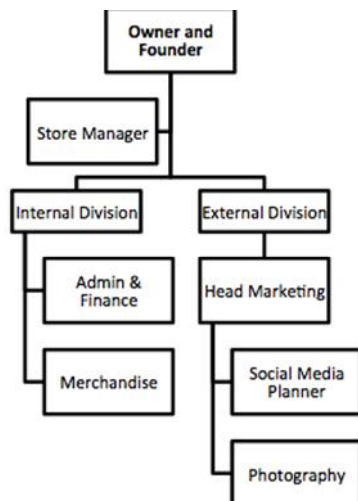 Owner and
Founder
Store Manager
Internal Division
External Division
Admin &
Finance
Head Marketing
Merchandise
Social Media
Planner
Photography